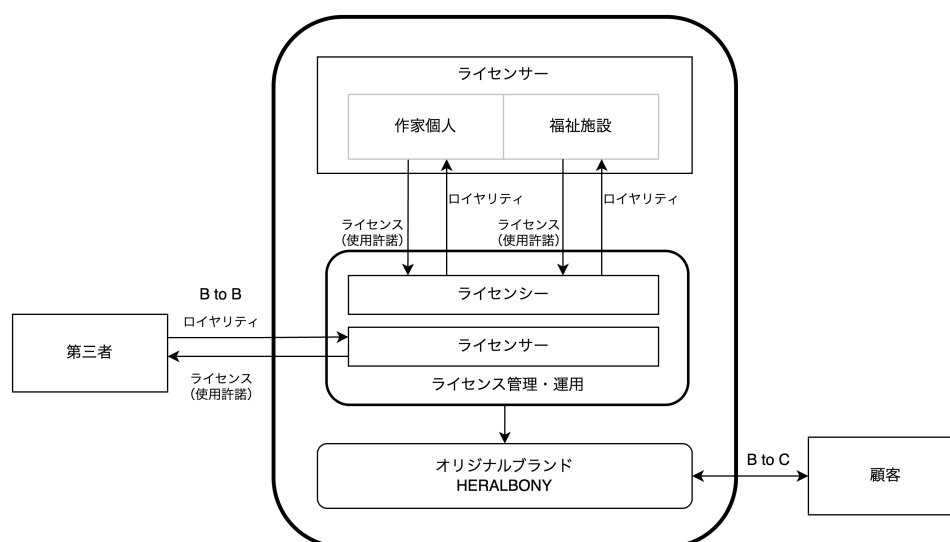 ライセンサー
作家個人
福祉施設
ロイヤリティ
ロイヤリティ
ライセンス
（使用許諾）
ライセンス
（使用許諾）
B to B
ロイヤリティ
第三者
ライセンス
（使用許諾）
ライセンシー
ライセンサー
ライセンス管理・運用
オリジナルブランド
HERALBONY
B to C
顧客